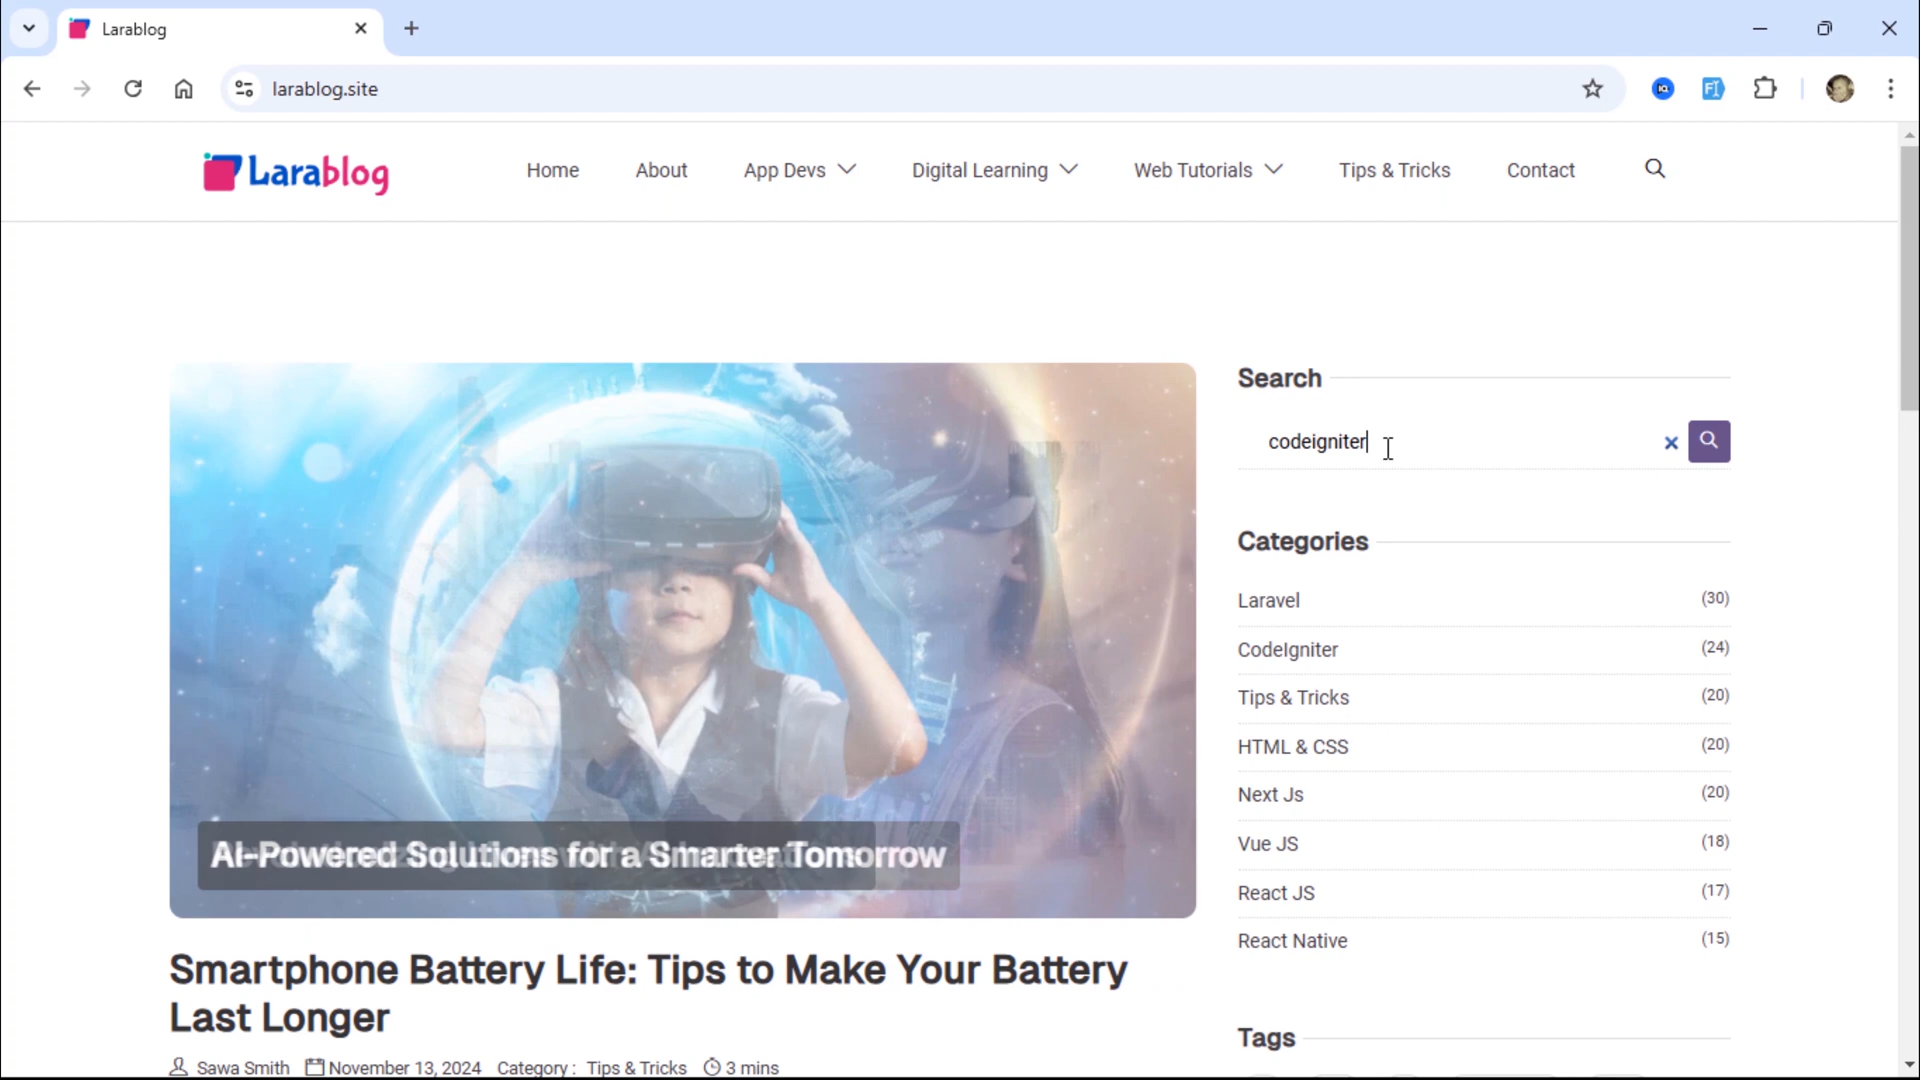 Larablog
larablog.site
Larablog
Home
About
App Devs
Digital Learning
Web Tutorials
Tips & Tricks
Contact
Search
codeigniter
Categories
Laravel (30)
CodeIgniter (24)
Tips & Tricks (20)
HTML & CSS (20)
Next Js (20)
Vue JS (18)
React JS (17)
React Native (15)
Tags
AI-Powered Solutions for a Smarter Tomorrow
Smartphone Battery Life: Tips to Make Your Battery
Last Longer
Sawa Smith November 13, 2024 Category : Tips & Tricks 3 mins